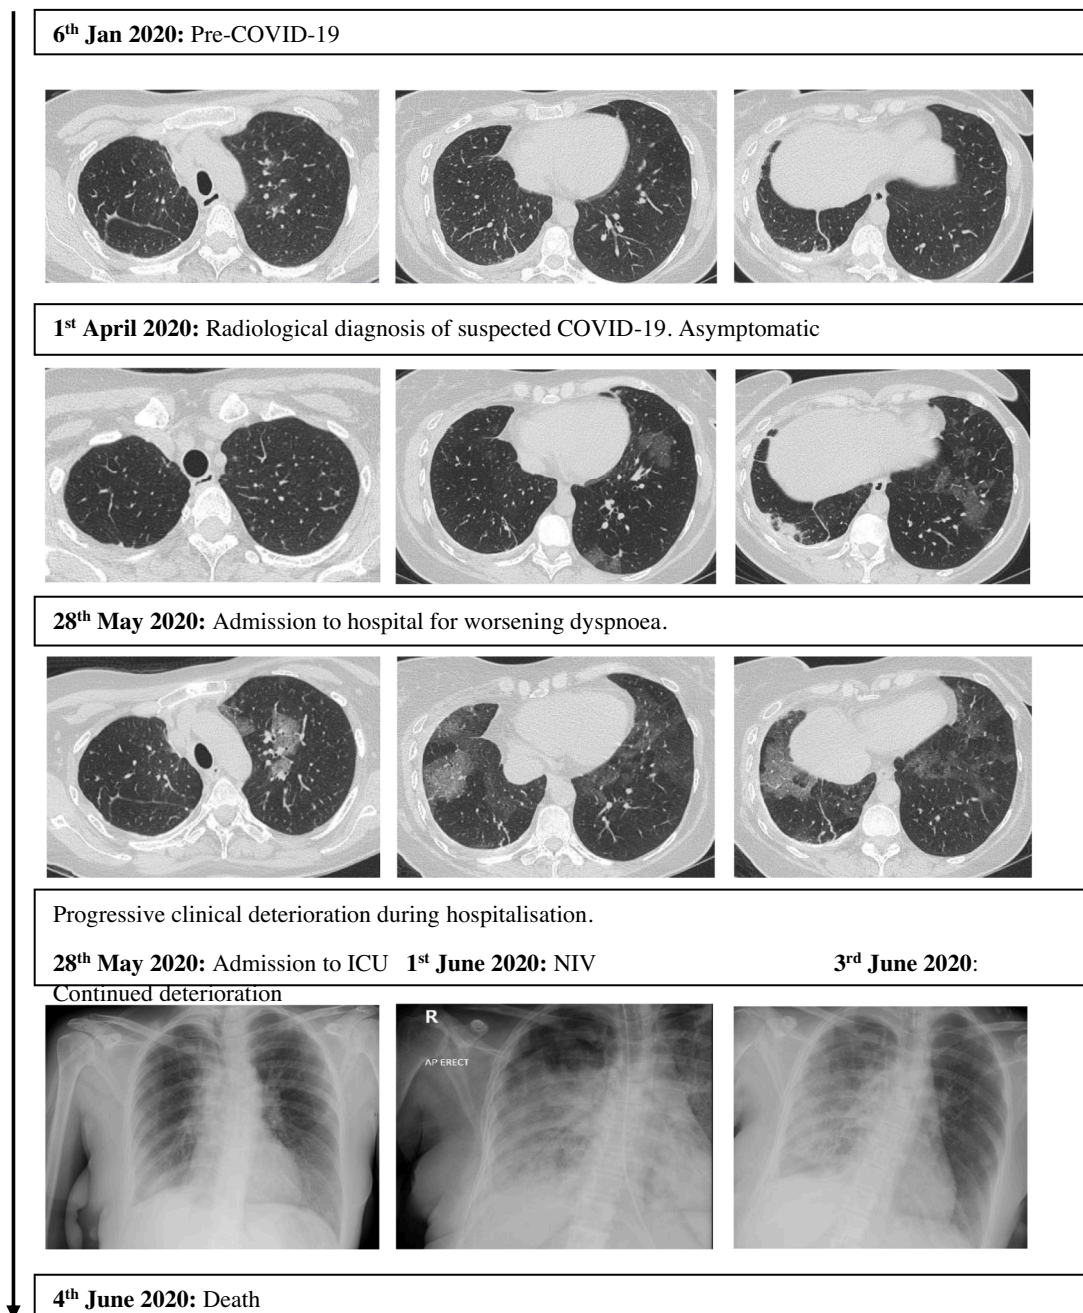 6th Jan 2020: Pre-COVID-19
1st April 2020: Radiological diagnosis of suspected COVID-19. Asymptomatic
28th May 2020: Admission to hospital for worsening dyspnoea.
Progressive clinical deterioration during hospitalisation.
28th May 2020: Admission to ICU 1st June 2020: NIV 3rd June 2020:
Continued deterioration
R
AP ERECT
4th June 2020: Death